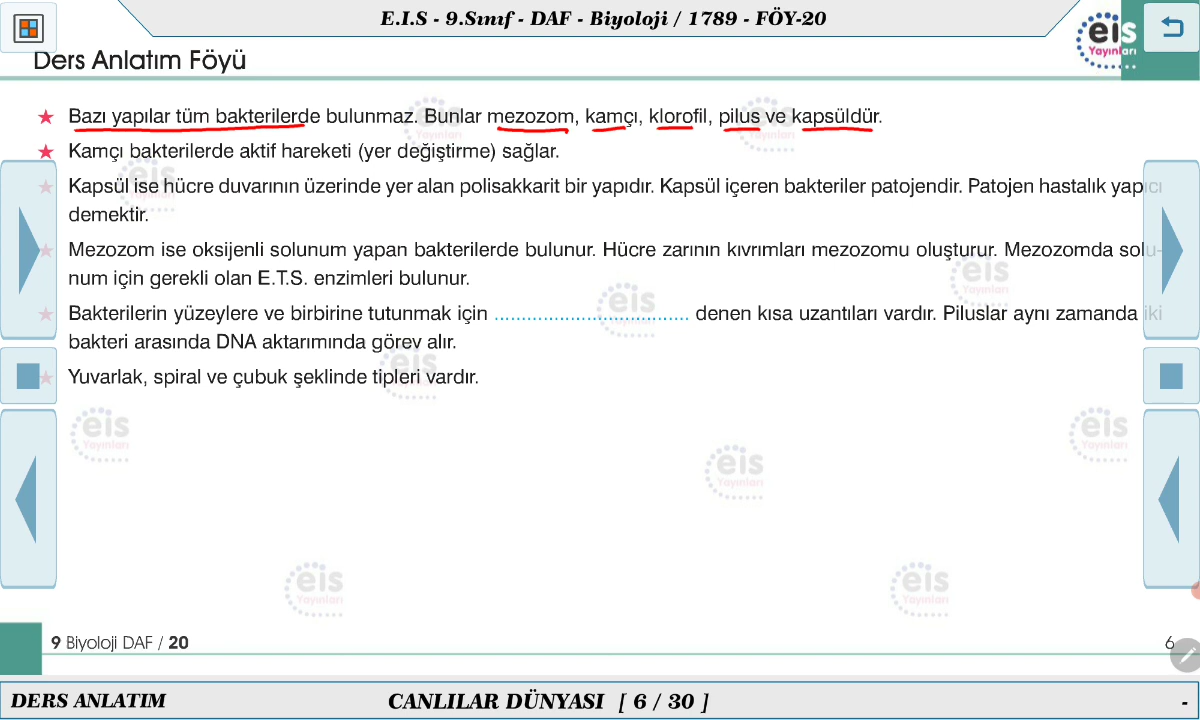 E.I.S - 9.Sınıf - DAF - Biyoloji / 1789 - FÖY-20
eis
Yayınları
Ders Anlatım Föyü
★ Bazı yapılar tüm bakterilerde bulunmaz. Bunlar mezozom, kamçı, klorofil, pilus ve kapsüldür.
★ Kamçı bakterilerde aktif hareketi (yer değiştirme) sağlar.
★ Kapsül ise hücre duvarının üzerinde yer alan polisakkarit bir yapıdır. Kapsül içeren bakteriler patojendir. Patojen hastalık yapıcı
demektir.
★ Mezozom ise oksijenli solunum yapan bakterilerde bulunur. Hücre zarının kıvrımları mezozomu oluşturur. Mezozomda solu-
num için gerekli olan E.T.S. enzimleri bulunur.
★ Bakterilerin yüzeylere ve birbirine tutunmak için .................................... denen kısa uzantıları vardır. Piluslar aynı zamanda iki
bakteri arasında DNA aktarımında görev alır.
★ Yuvarlak, spiral ve çubuk şeklinde tipleri vardır.
9 Biyoloji DAF / 20
6
DERS ANLATIM
CANLILAR DÜNYASI [ 6 / 30 ]
-